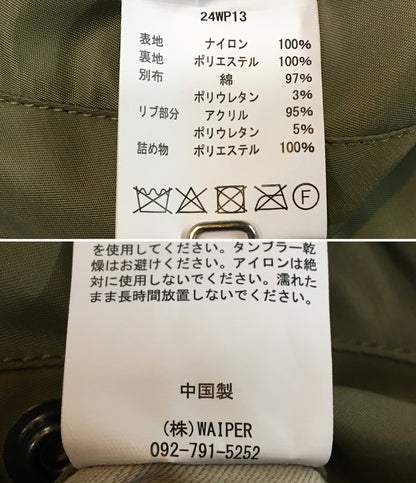 24WP13
表地 ナイロン 100%
裏地 ポリエステル 100%
別布 綿 97%
ポリウレタン 3%
リブ部分 アクリル 95%
ポリウレタン 5%
詰め物 ポリエステル 100%
F
を使用してください。タンブラー乾
燥はお避けください。アイロンは絶
対に使用しないでください。濡れた
まま長時間放置しないでください。
中国製
(株)WAIPER
092-791-5252